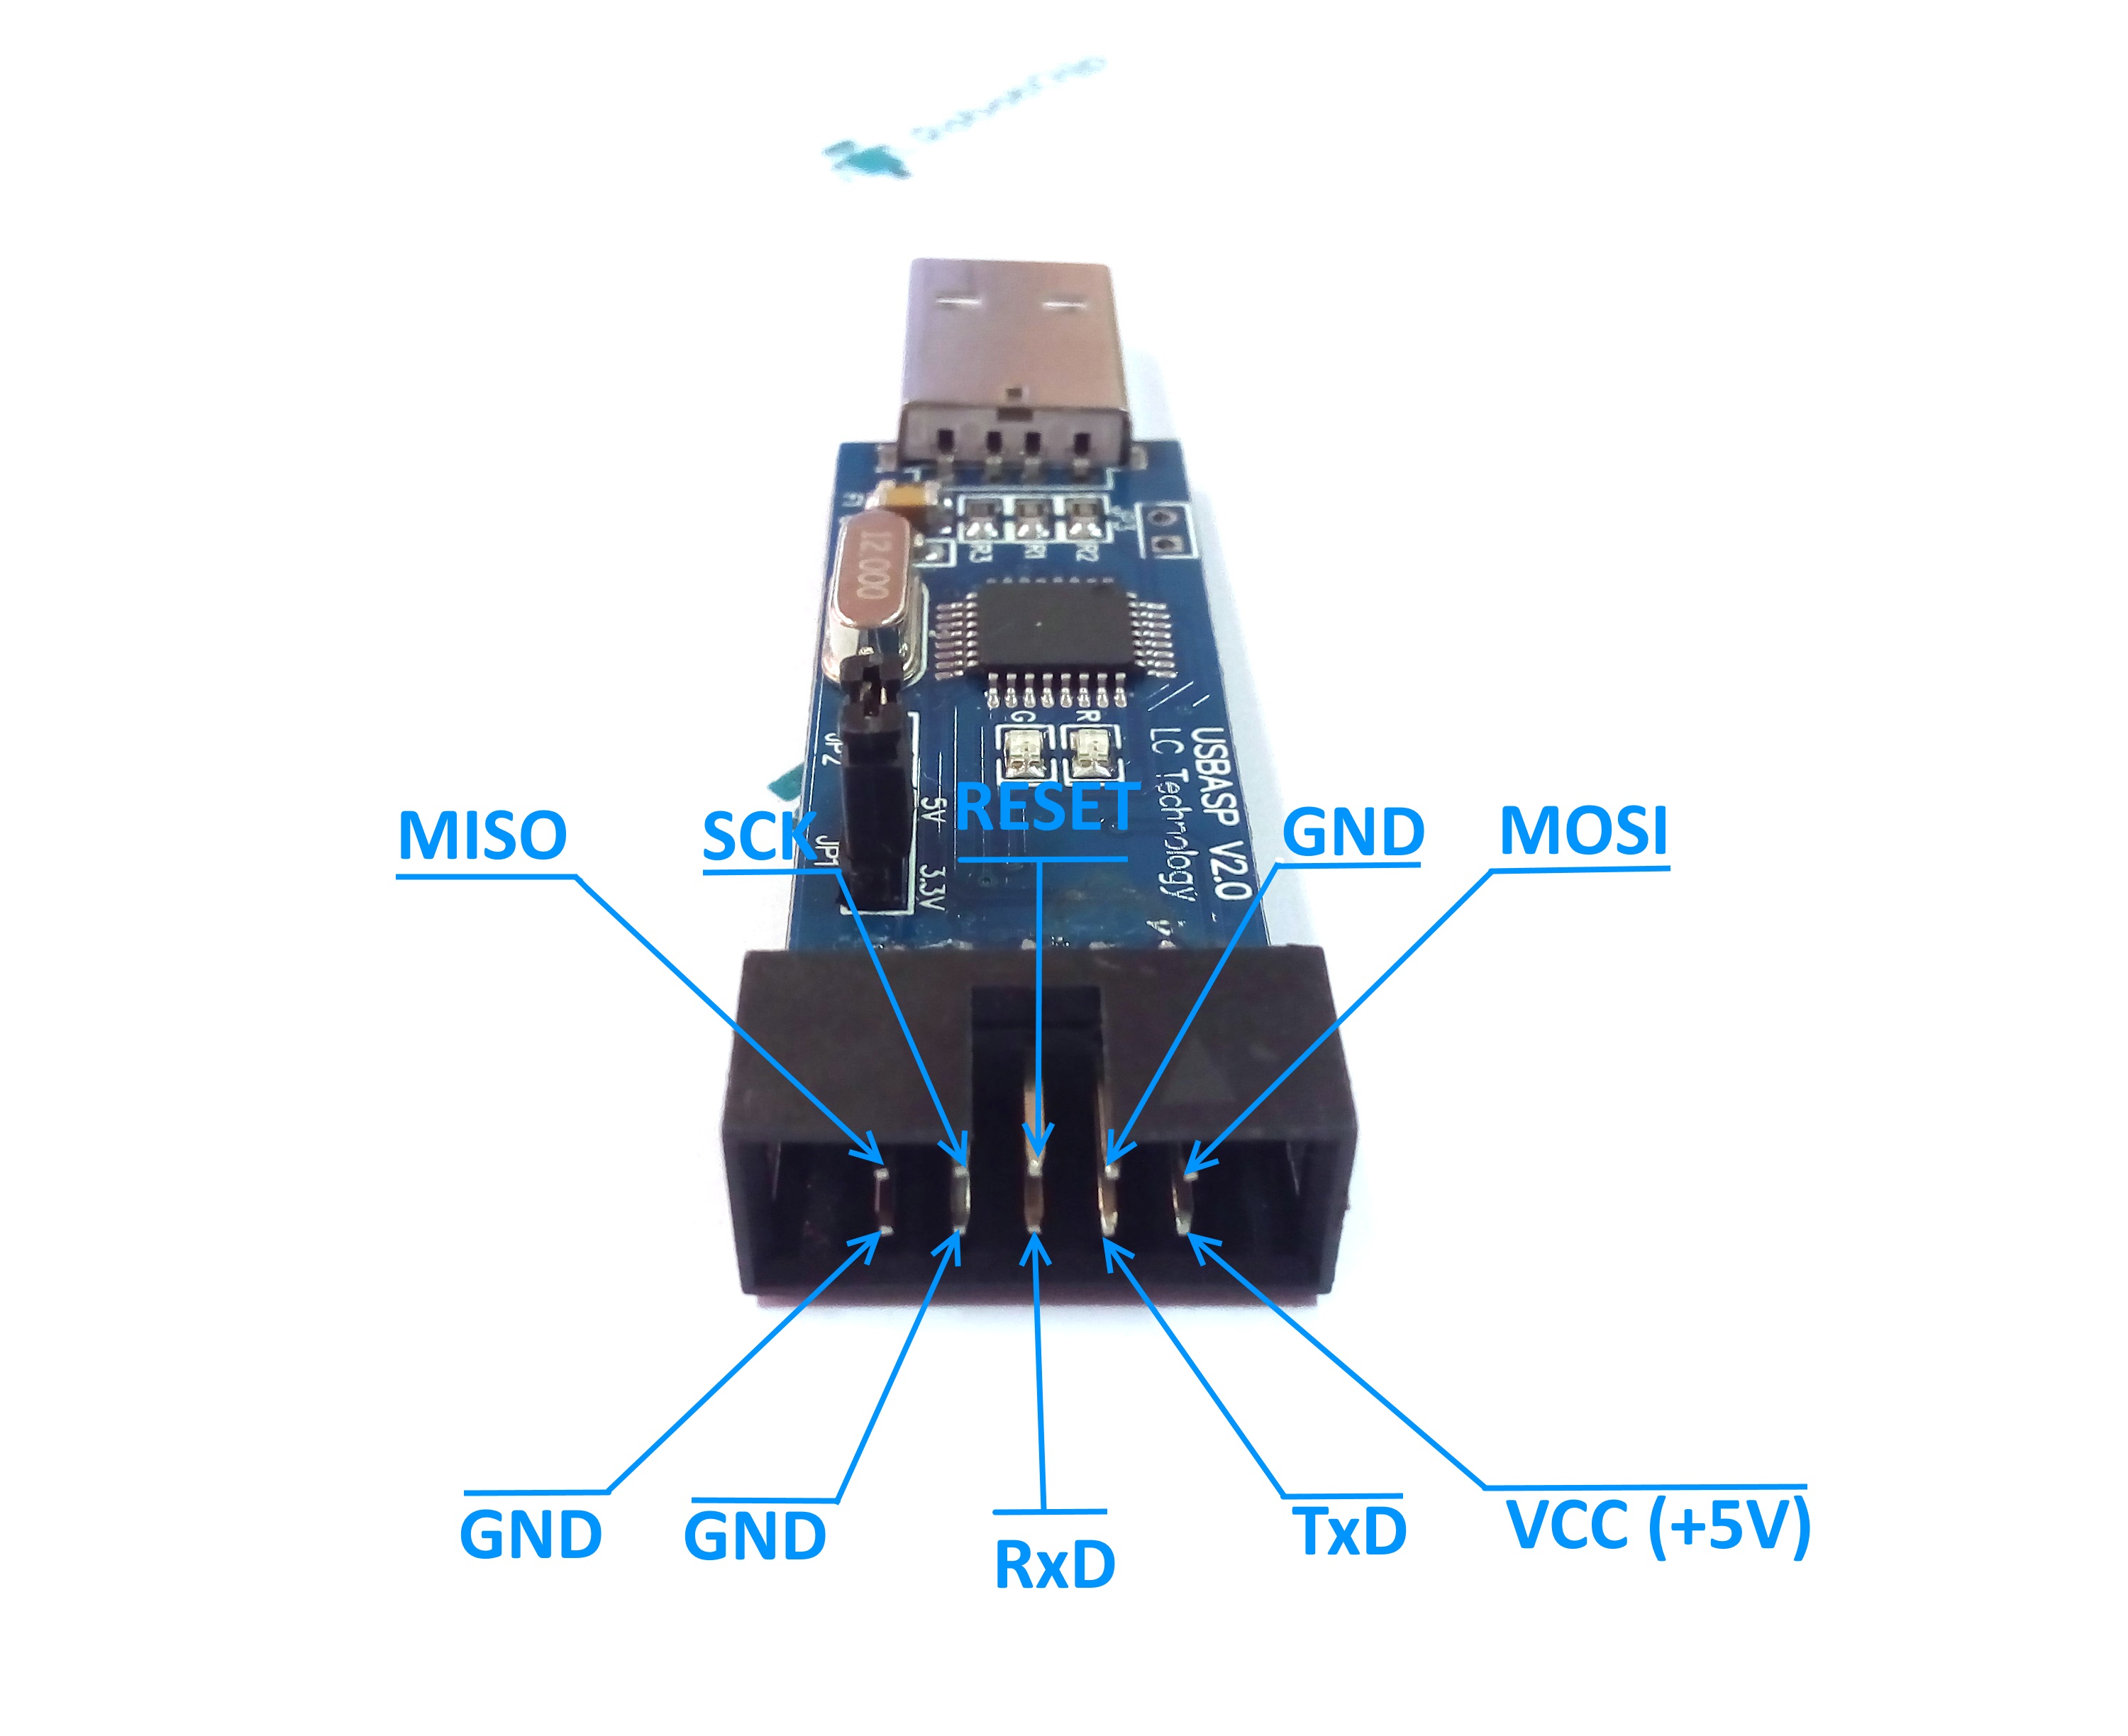 12.000
F1
R3
R1
R2
JP3
G
R
USBASP V2.0
LC Technology
JP2
5V
JP1
3.3V
MISO
SCK
RESET
GND
MOSI
GND
GND
RxD
TxD
VCC (+5V)